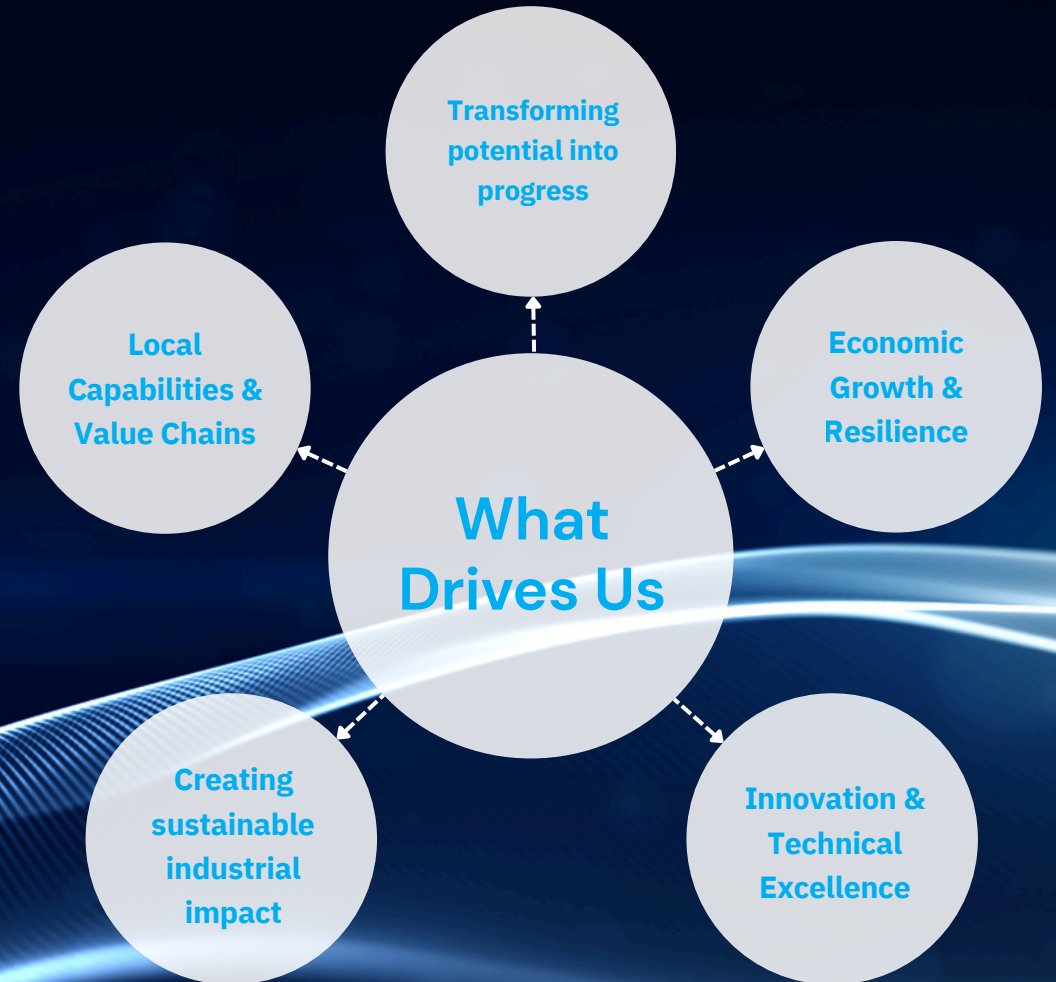 Transforming
potential into
progress
Local
Capabilities &
Value Chains
Economic
Growth &
Resilience
What
Drives Us
Creating
sustainable
industrial
impact
Innovation &
Technical
Excellence